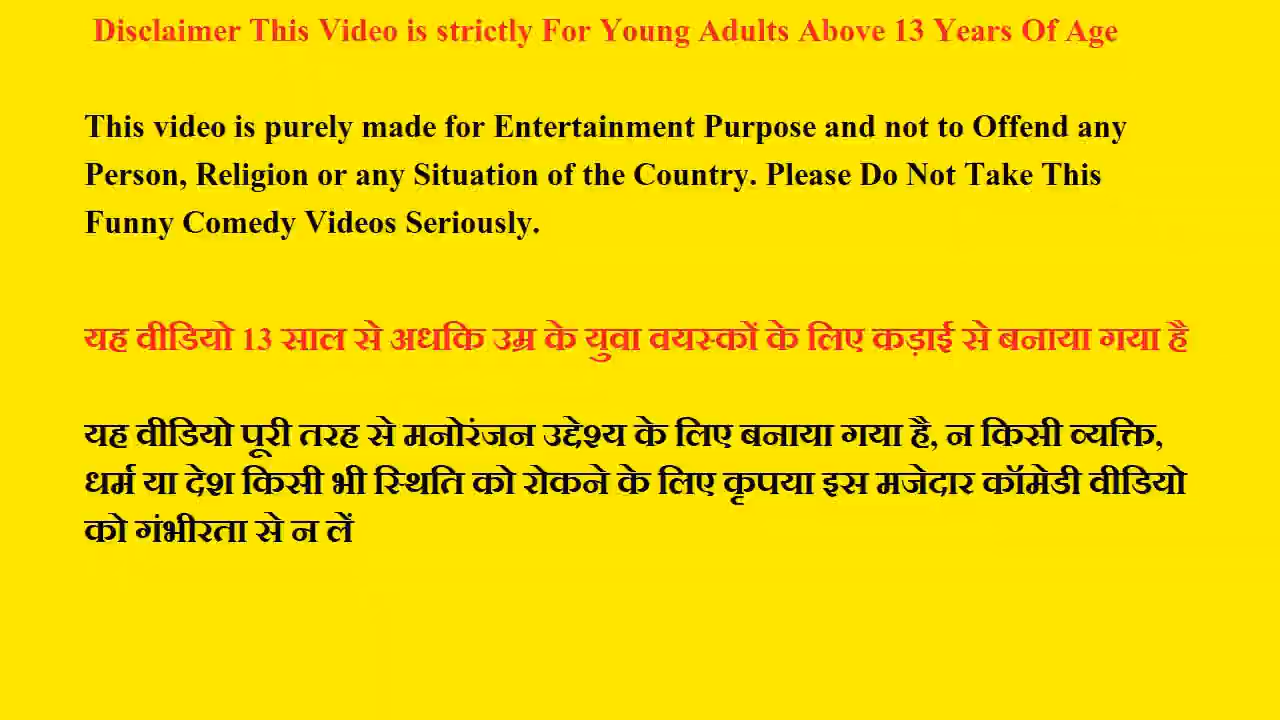 Disclaimer This Video is strictly For Young Adults Above 13 Years Of Age
This video is purely made for Entertainment Purpose and not to Offend any
Person, Religion or any Situation of the Country. Please Do Not Take This
Funny Comedy Videos Seriously.
यह वीडियो 13 साल से अधकि उम्र के युवा वयस्कों के लिए कड़ाई से बनाया गया है
यह वीडियो पूरी तरह से मनोरंजन उद्देश्य के लिए बनाया गया है, न किसी व्यक्ति,
धर्म या देश किसी भी स्थिति को रोकने के लिए कृपया इस मजेदार कॉमेडी वीडियो
को गंभीरता से न लें